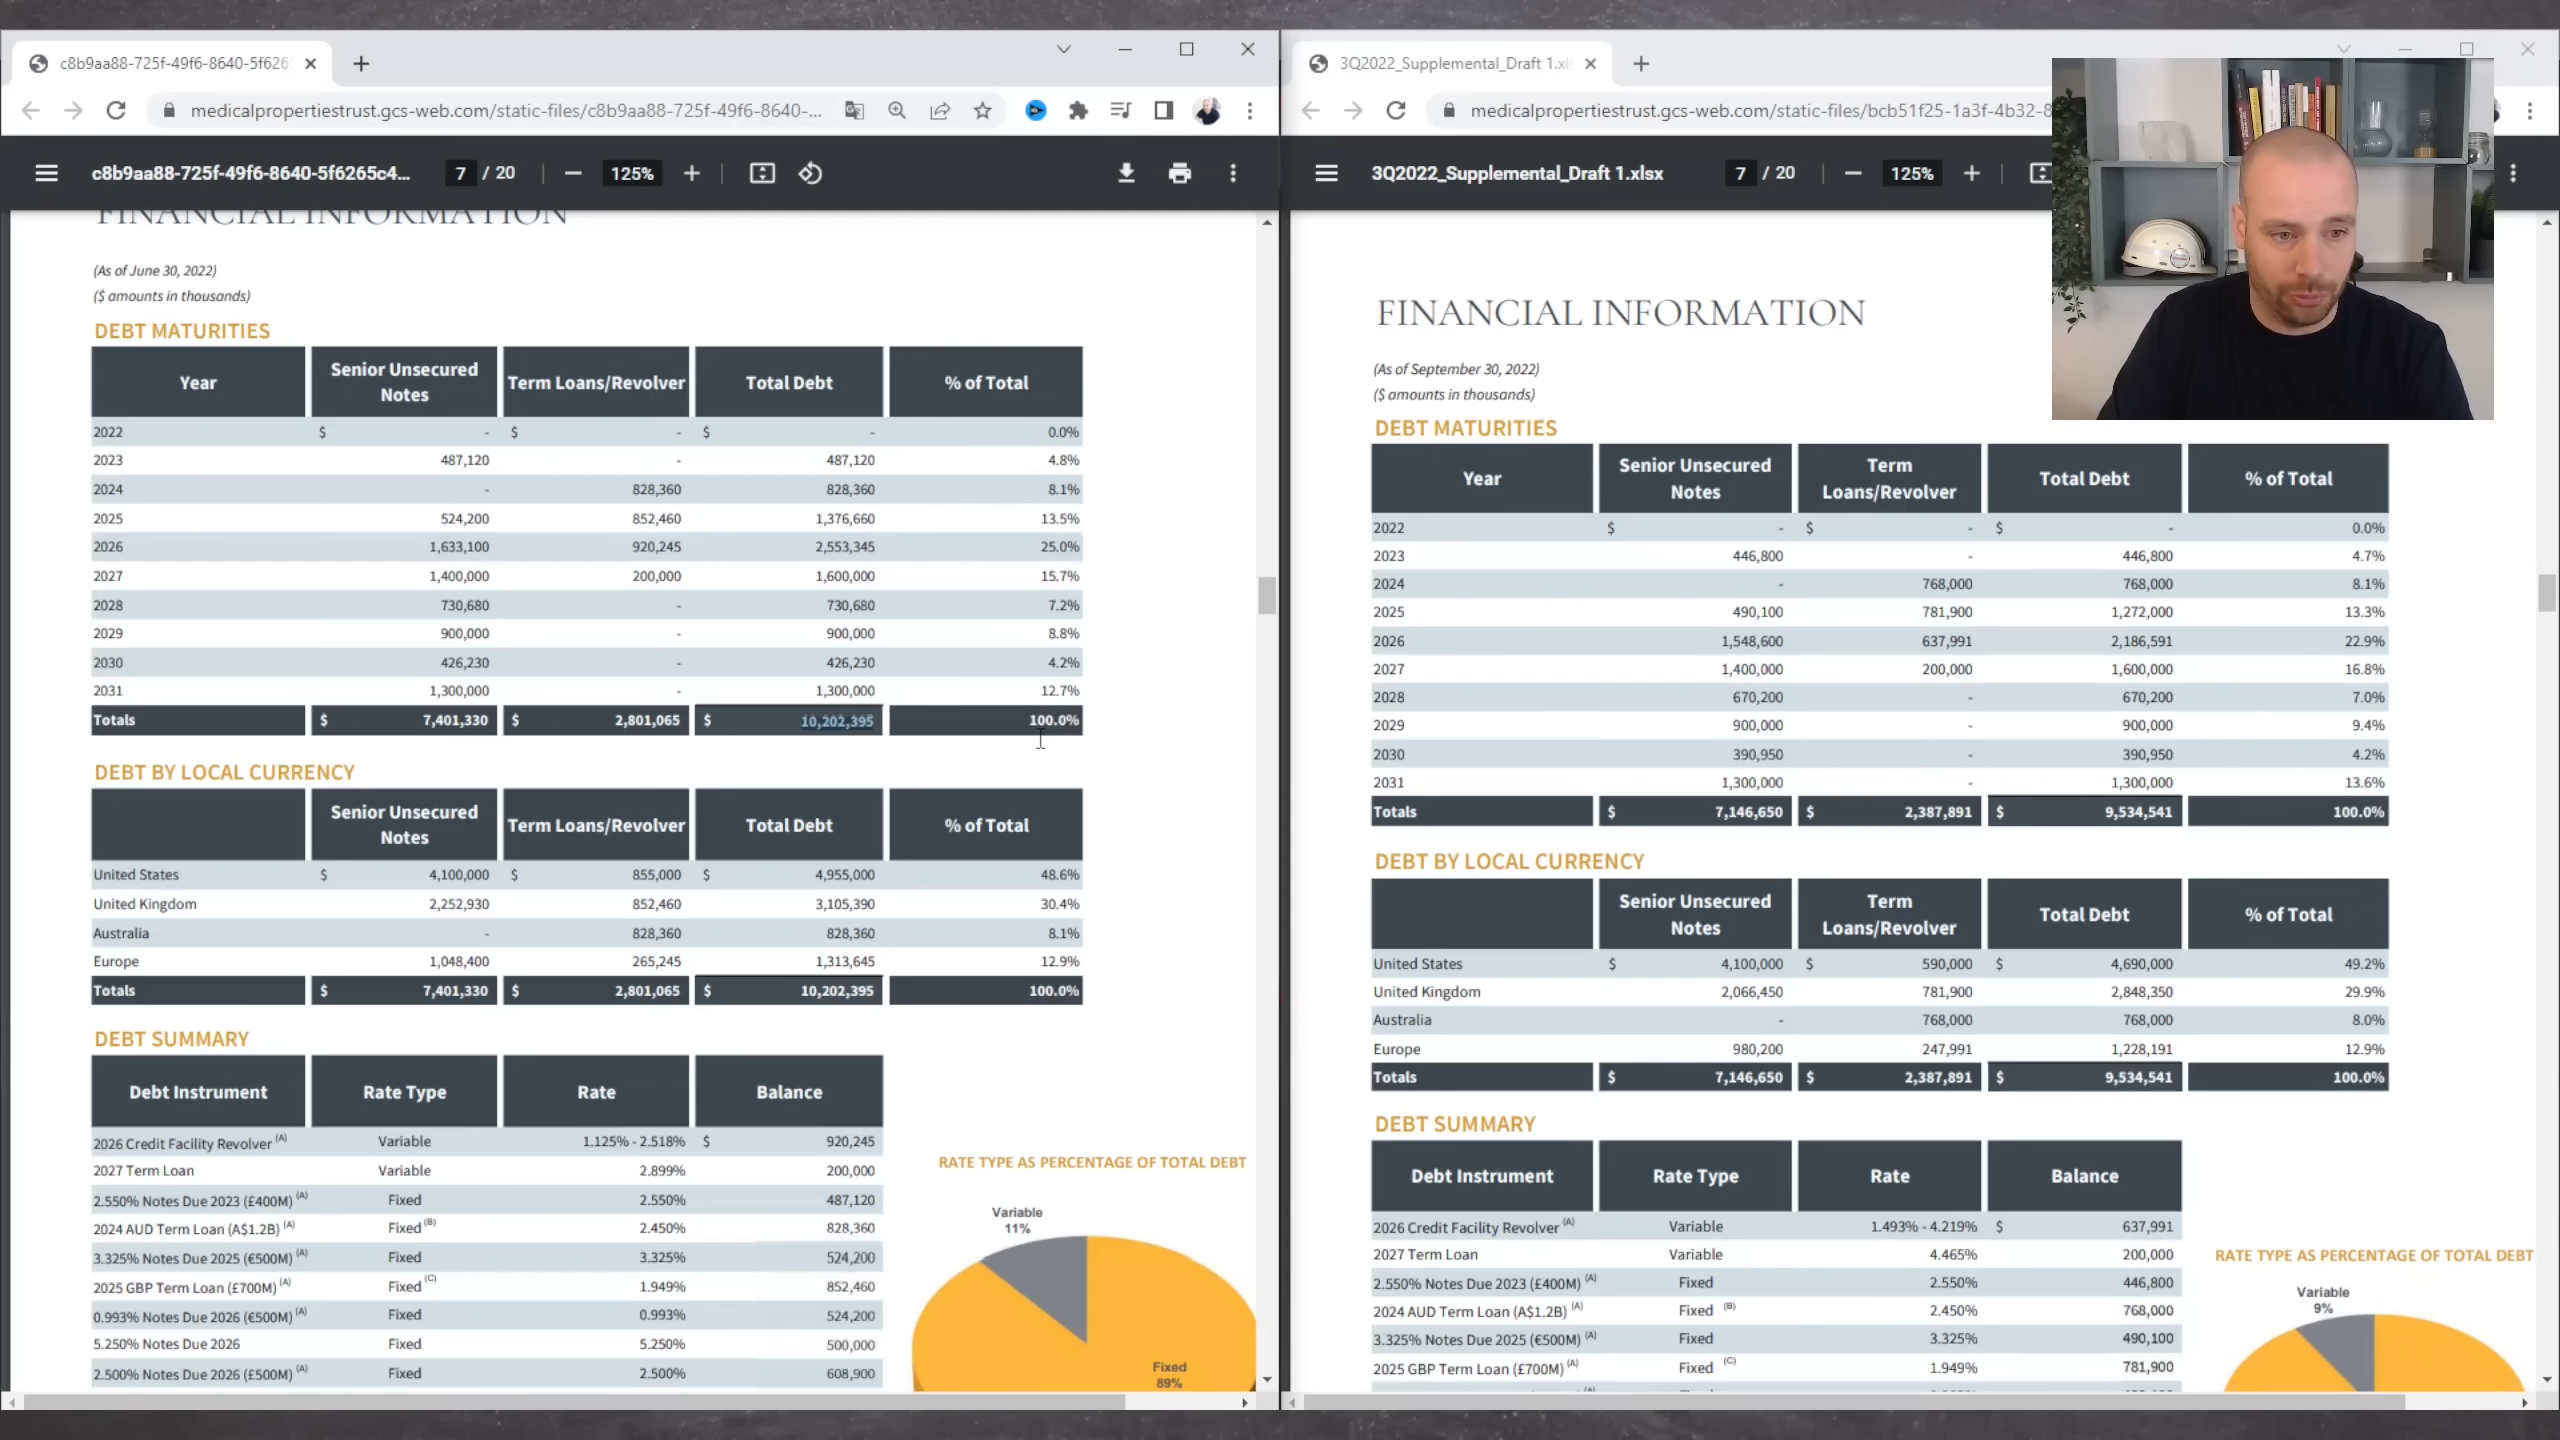 c8b9aa88-725f-49f6-8640-5f626
medicalpropertiestrust.gcs-web.com/static-files/c8b9aa88-725f-49f6-8640-...
c8b9aa88-725f-49f6-8640-5f6265c4... 7 / 20 125%
FINANCIAL INFORMATION
(As of June 30, 2022)
($ amounts in thousands)
DEBT MATURITIES
Year Senior Unsecured Notes Term Loans/Revolver Total Debt % of Total
2022 $ - $ - $ - 0.0%
2023 487,120 - 487,120 4.8%
2024 - 828,360 828,360 8.1%
2025 524,200 852,460 1,376,660 13.5%
2026 1,633,100 920,245 2,553,345 25.0%
2027 1,400,000 200,000 1,600,000 15.7%
2028 730,680 - 730,680 7.2%
2029 900,000 - 900,000 8.8%
2030 426,230 - 426,230 4.2%
2031 1,300,000 - 1,300,000 12.7%
Totals $ 7,401,330 $ 2,801,065 $ 10,202,395 100.0%
DEBT BY LOCAL CURRENCY
Senior Unsecured Notes Term Loans/Revolver Total Debt % of Total
United States $ 4,100,000 $ 855,000 $ 4,955,000 48.6%
United Kingdom 2,252,930 852,460 3,105,390 30.4%
Australia - 828,360 828,360 8.1%
Europe 1,048,400 265,245 1,313,645 12.9%
Totals $ 7,401,330 $ 2,801,065 $ 10,202,395 100.0%
DEBT SUMMARY
Debt Instrument Rate Type Rate Balance
2026 Credit Facility Revolver (A) Variable 1.125% - 2.518% $ 920,245
2027 Term Loan Variable 2.899% 200,000
2.550% Notes Due 2023 (£400M) (A) Fixed 2.550% 487,120
2024 AUD Term Loan (A$1.2B) (A) Fixed (B) 2.450% 828,360
3.325% Notes Due 2025 (€500M) (A) Fixed 3.325% 524,200
2025 GBP Term Loan (£700M) (A) Fixed (C) 1.949% 852,460
0.993% Notes Due 2026 (€500M) (A) Fixed 0.993% 524,200
5.250% Notes Due 2026 Fixed 5.250% 500,000
2.500% Notes Due 2026 (£500M) (A) Fixed 2.500% 608,900
RATE TYPE AS PERCENTAGE OF TOTAL DEBT
Variable
11%
Fixed
89%
3Q2022_Supplemental_Draft 1.xl
medicalpropertiestrust.gcs-web.com/static-files/bcb51f25-1a3f-4b32-8
3Q2022_Supplemental_Draft 1.xlsx 7 / 20 125%
FINANCIAL INFORMATION
(As of September 30, 2022)
($ amounts in thousands)
DEBT MATURITIES
Year Senior Unsecured Notes Term Loans/Revolver Total Debt % of Total
2022 $ - $ - $ - 0.0%
2023 446,800 - 446,800 4.7%
2024 - 768,000 768,000 8.1%
2025 490,100 781,900 1,272,000 13.3%
2026 1,548,600 637,991 2,186,591 22.9%
2027 1,400,000 200,000 1,600,000 16.8%
2028 670,200 - 670,200 7.0%
2029 900,000 - 900,000 9.4%
2030 390,950 - 390,950 4.2%
2031 1,300,000 - 1,300,000 13.6%
Totals $ 7,146,650 $ 2,387,891 $ 9,534,541 100.0%
DEBT BY LOCAL CURRENCY
Senior Unsecured Notes Term Loans/Revolver Total Debt % of Total
United States $ 4,100,000 $ 590,000 $ 4,690,000 49.2%
United Kingdom 2,066,450 781,900 2,848,350 29.9%
Australia - 768,000 768,000 8.0%
Europe 980,200 247,991 1,228,191 12.9%
Totals $ 7,146,650 $ 2,387,891 $ 9,534,541 100.0%
DEBT SUMMARY
Debt Instrument Rate Type Rate Balance
2026 Credit Facility Revolver (A) Variable 1.493% - 4.219% $ 637,991
2027 Term Loan Variable 4.465% 200,000
2.550% Notes Due 2023 (£400M) (A) Fixed 2.550% 446,800
2024 AUD Term Loan (A$1.2B) (A) Fixed (B) 2.450% 768,000
3.325% Notes Due 2025 (€500M) (A) Fixed 3.325% 490,100
2025 GBP Term Loan (£700M) (A) Fixed (C) 1.949% 781,900
RATE TYPE AS PERCENTAGE OF TOTAL DEBT
Variable
9%